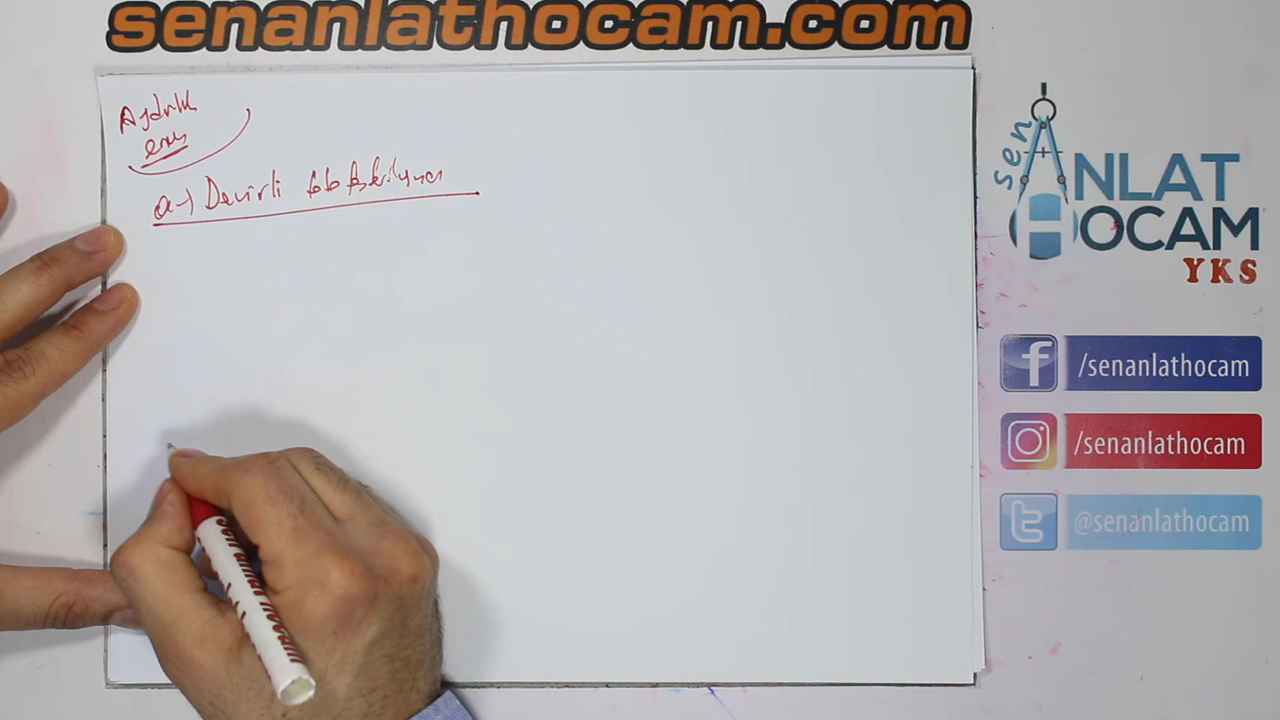 senanlathocam.com
a-) Devirli
sen
ANLAT
HOCAM
YKS
/senanlathocam
/senanlathocam
@senanlathocam